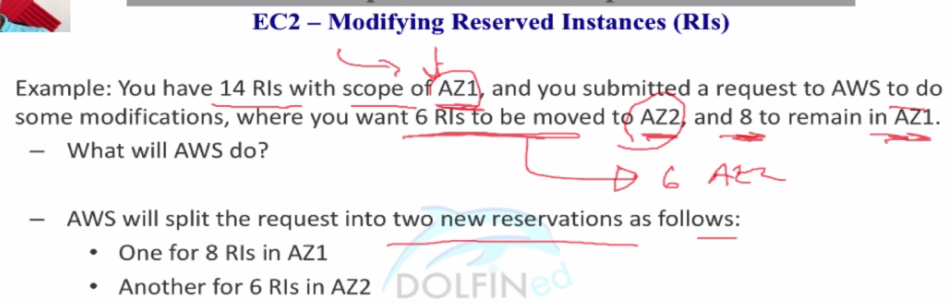 EC2 – Modifying Reserved Instances (RIs)
Example: You have 14 RIs with scope of AZ1, and you submitted a request to AWS to do
some modifications, where you want 6 RIs to be moved to AZ2, and 8 to remain in AZ1.
– What will AWS do?
6 AZ2
– AWS will split the request into two new reservations as follows:
• One for 8 RIs in AZ1
• Another for 6 RIs in AZ2
DOLFINed